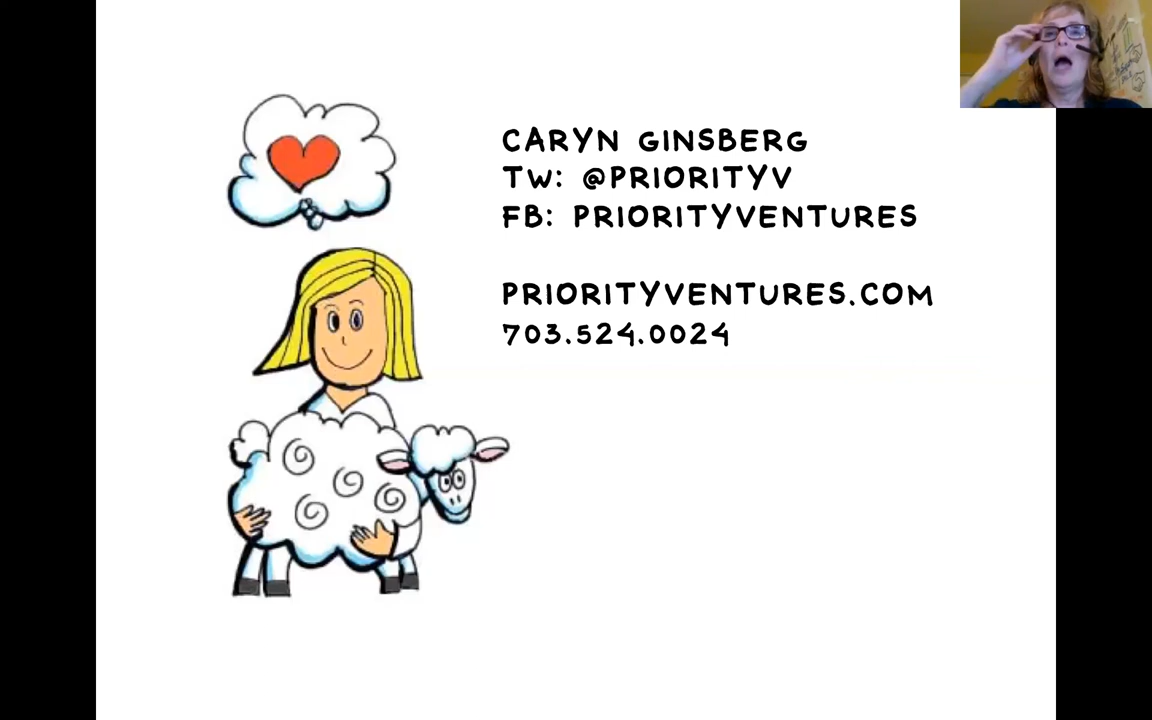 CARYN GINSBERG
TW: @PRIORITYV
FB: PRIORITYVENTURES
PRIORITYVENTURES.COM
703.524.0024